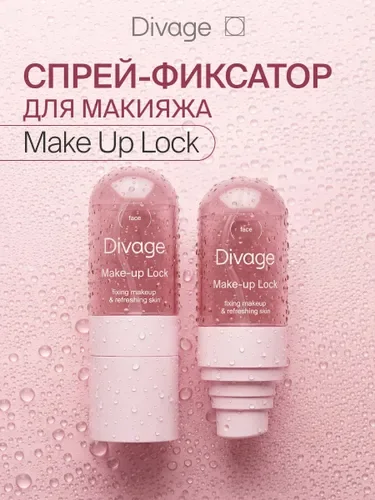 Divage
СПРЕЙ-ФИКСАТОР
ДЛЯ МАКИЯЖА
Make Up Lock
face
Divage
Make-up Lock
fixing makeup
& refreshing skin
face
Divage
Make-up Lock
fixing makeup
& refreshing skin